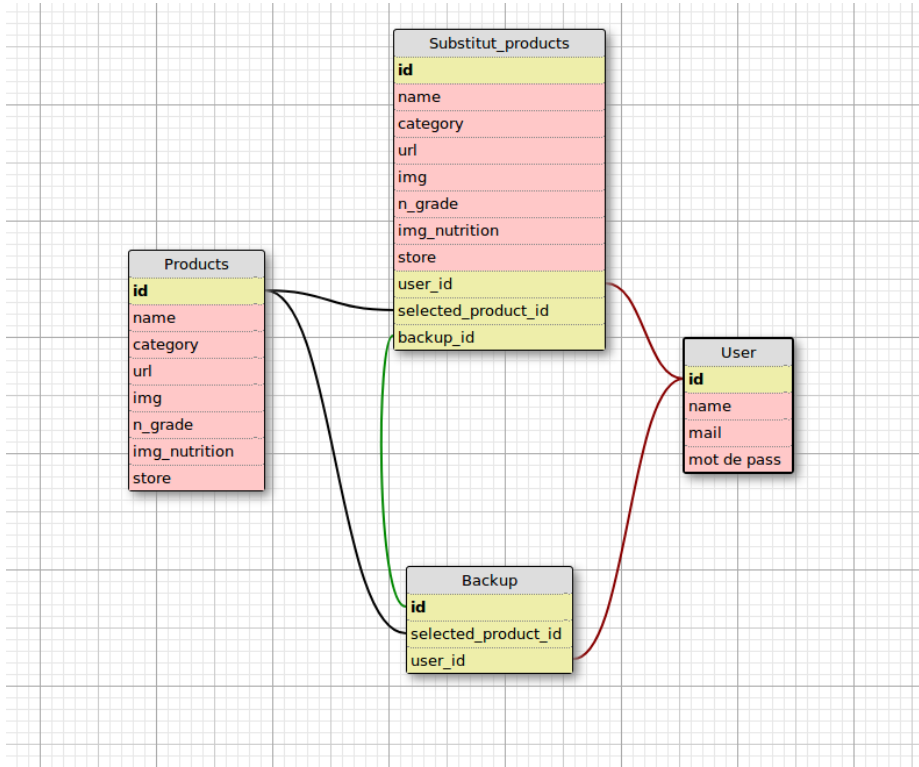 Substitut_products
id
name
category
url
img
n_grade
img_nutrition
store
user_id
selected_product_id
backup_id
Products
id
name
category
url
img
n_grade
img_nutrition
store
User
id
name
mail
mot de pass
Backup
id
selected_product_id
user_id